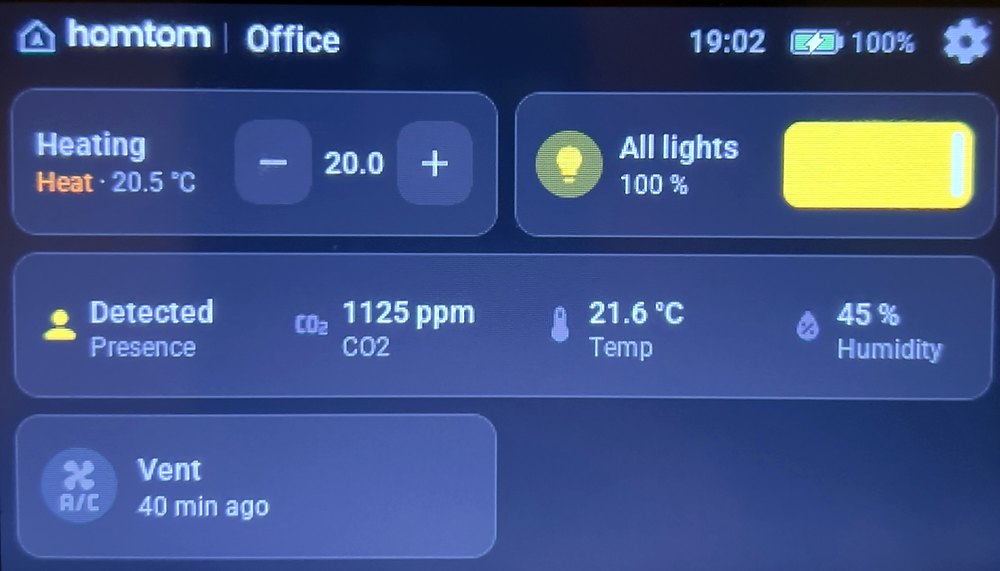 homtom | Office
19:02 100%
Heating
Heat · 20.5 °C
− 20.0 +
All lights
100 %
Detected
Presence
CO2 1125 ppm
CO2
21.6 °C
Temp
45 %
Humidity
A/C
Vent
40 min ago